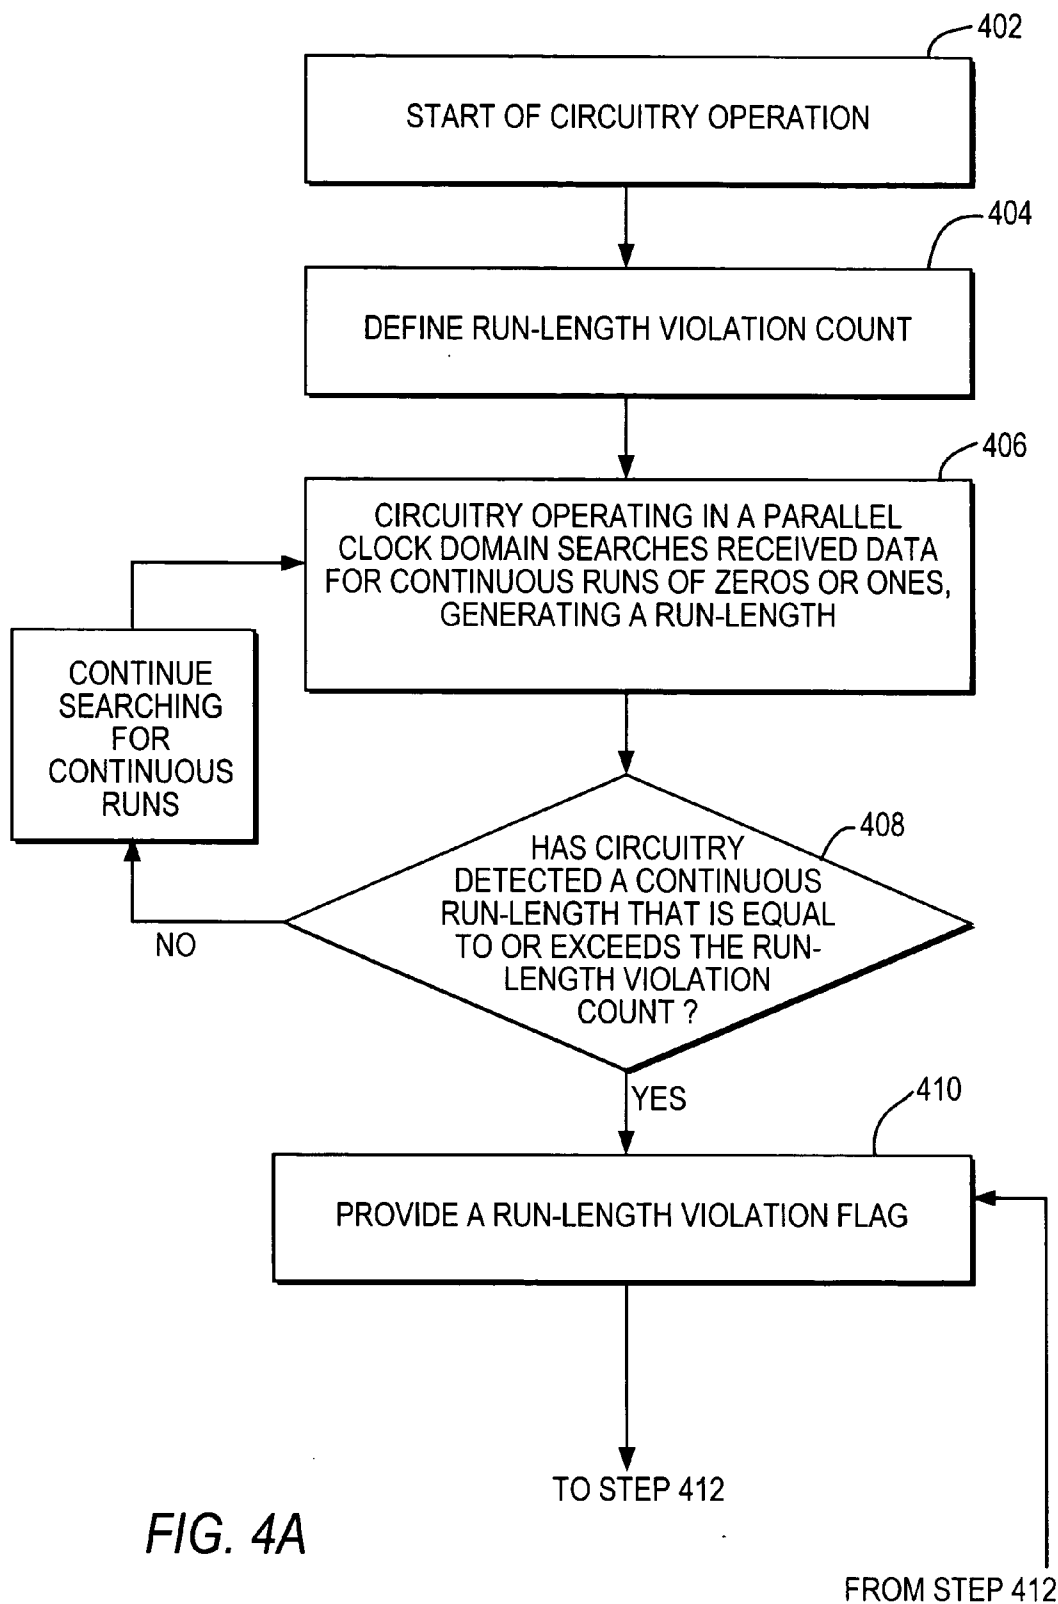 402
START OF CIRCUITRY OPERATION
404
DEFINE RUN-LENGTH VIOLATION COUNT
406
CIRCUITRY OPERATING IN A PARALLEL
CLOCK DOMAIN SEARCHES RECEIVED DATA
FOR CONTINUOUS RUNS OF ZEROS OR ONES,
GENERATING A RUN-LENGTH
CONTINUE
SEARCHING
FOR
CONTINUOUS
RUNS
408
HAS CIRCUITRY
DETECTED A CONTINUOUS
RUN-LENGTH THAT IS EQUAL
TO OR EXCEEDS THE RUN-
LENGTH VIOLATION
COUNT ?
NO
YES
410
PROVIDE A RUN-LENGTH VIOLATION FLAG
TO STEP 412
FIG. 4A
FROM STEP 412